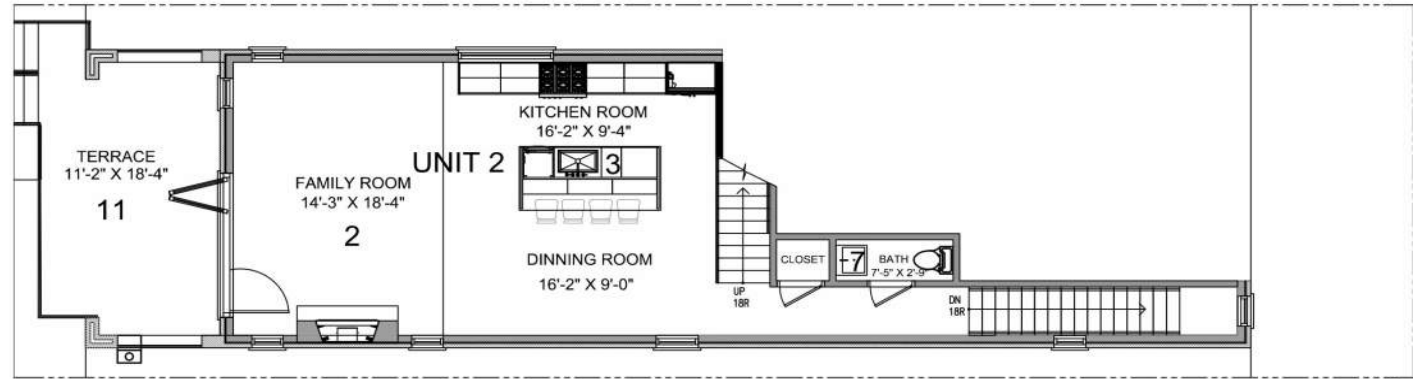 KITCHEN ROOM
16'-2" X 9'-4"
TERRACE
11'-2" X 18'-4"
11
UNIT 2
3
FAMILY ROOM
14'-3" X 18'-4"
2
DINNING ROOM
16'-2" X 9'-0"
CLOSET
7
BATH
7'-5" X 2'-9"
UP
18R
DN
18R